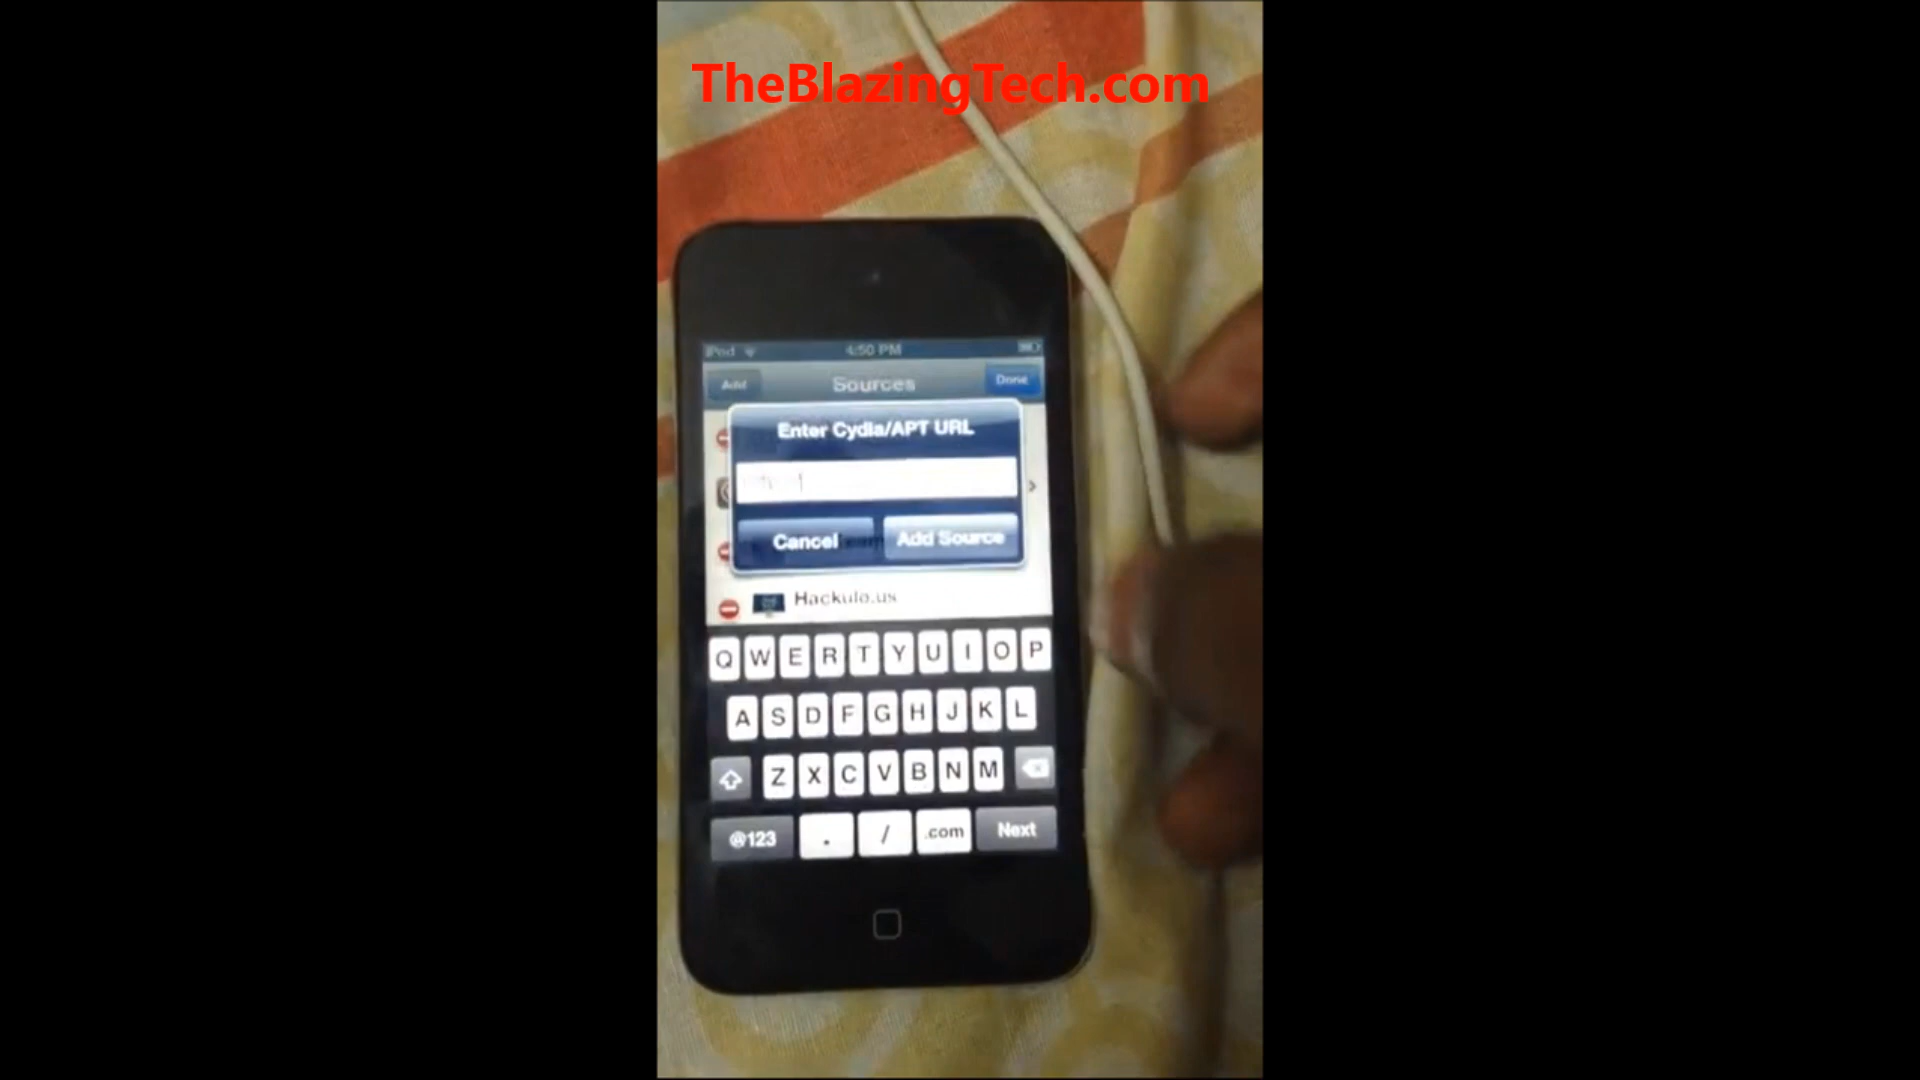 TheBlazingTech.com
iPod 4:50 PM
Add Sources Done
Enter Cydia/APT URL
Cancel Add Source
Hackulo.us
Q W E R T Y U I O P
A S D F G H J K L
Z X C V B N M
@123 . / .com Next